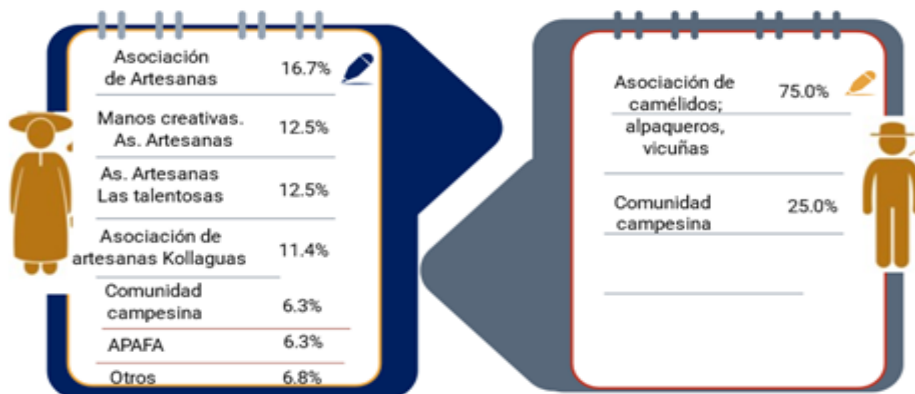 Asociación
de Artesanas 16.7%
Manos creativas.
As. Artesanas 12.5%
As. Artesanas
Las talentosas 12.5%
Asociación de
artesanas Kollaguas 11.4%
Comunidad
campesina 6.3%
APAFA 6.3%
Otros 6.8%
Asociación de
camélidos; 75.0%
alpaqueros,
vicuñas
Comunidad 25.0%
campesina